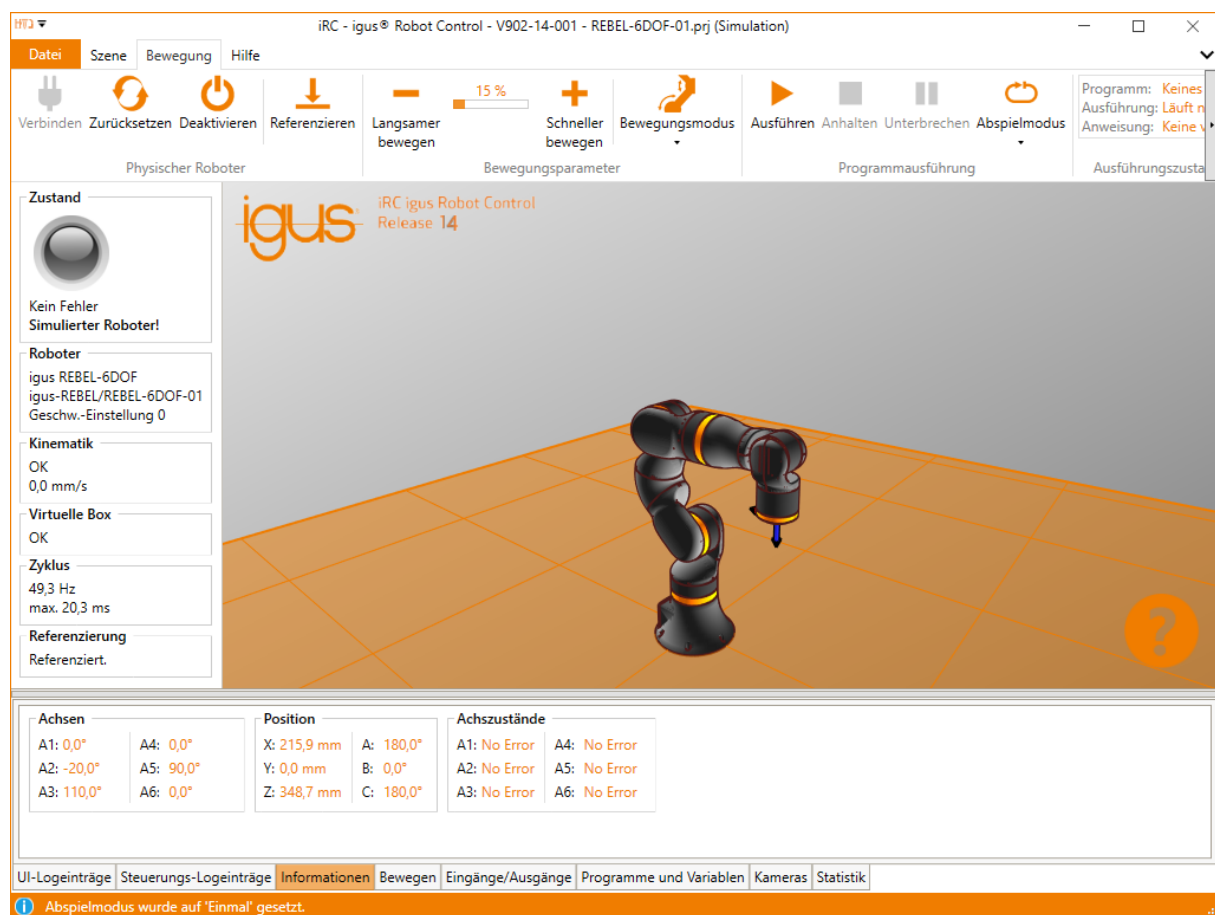 iRC - igus® Robot Control - V902-14-001 - REBEL-6DOF-01.prj (Simulation)
Datei Szene Bewegung Hilfe
15 %
Verbinden Zurücksetzen Deaktivieren Referenzieren Langsamer bewegen Schneller bewegen Bewegungsmodus Ausführen Anhalten Unterbrechen Abspielmodus
Programm: Keines
Ausführung: Läuft
Anweisung: Keine
Physischer Roboter Bewegungsparameter Programmausführung
Zustand
Kein Fehler
Simulierter Roboter!
Roboter
igus REBEL-6DOF
igus-REBEL/REBEL-6DOF-01
Geschw.-Einstellung 0
Kinematik
OK
0,0 mm/s
Virtuelle Box
OK
Zyklus
49,3 Hz
max. 20,3 ms
Referenzierung
Referenziert.
igus
iRC igus Robot Control
Release 14
?
Achsen
A1: 0,0° A4: 0,0°
A2: -20,0° A5: 90,0°
A3: 110,0° A6: 0,0°
Position
X: 215,9 mm A: 180,0°
Y: 0,0 mm B: 0,0°
Z: 348,7 mm C: 180,0°
Achszustände
A1: No Error A4: No Error
A2: No Error A5: No Error
A3: No Error A6: No Error
UI-Logeinträge Steuerungs-Logeinträge Informationen Bewegen Eingänge/Ausgänge Programme und Variablen Kameras Statistik
Abspielmodus wurde auf 'Einmal' gesetzt.